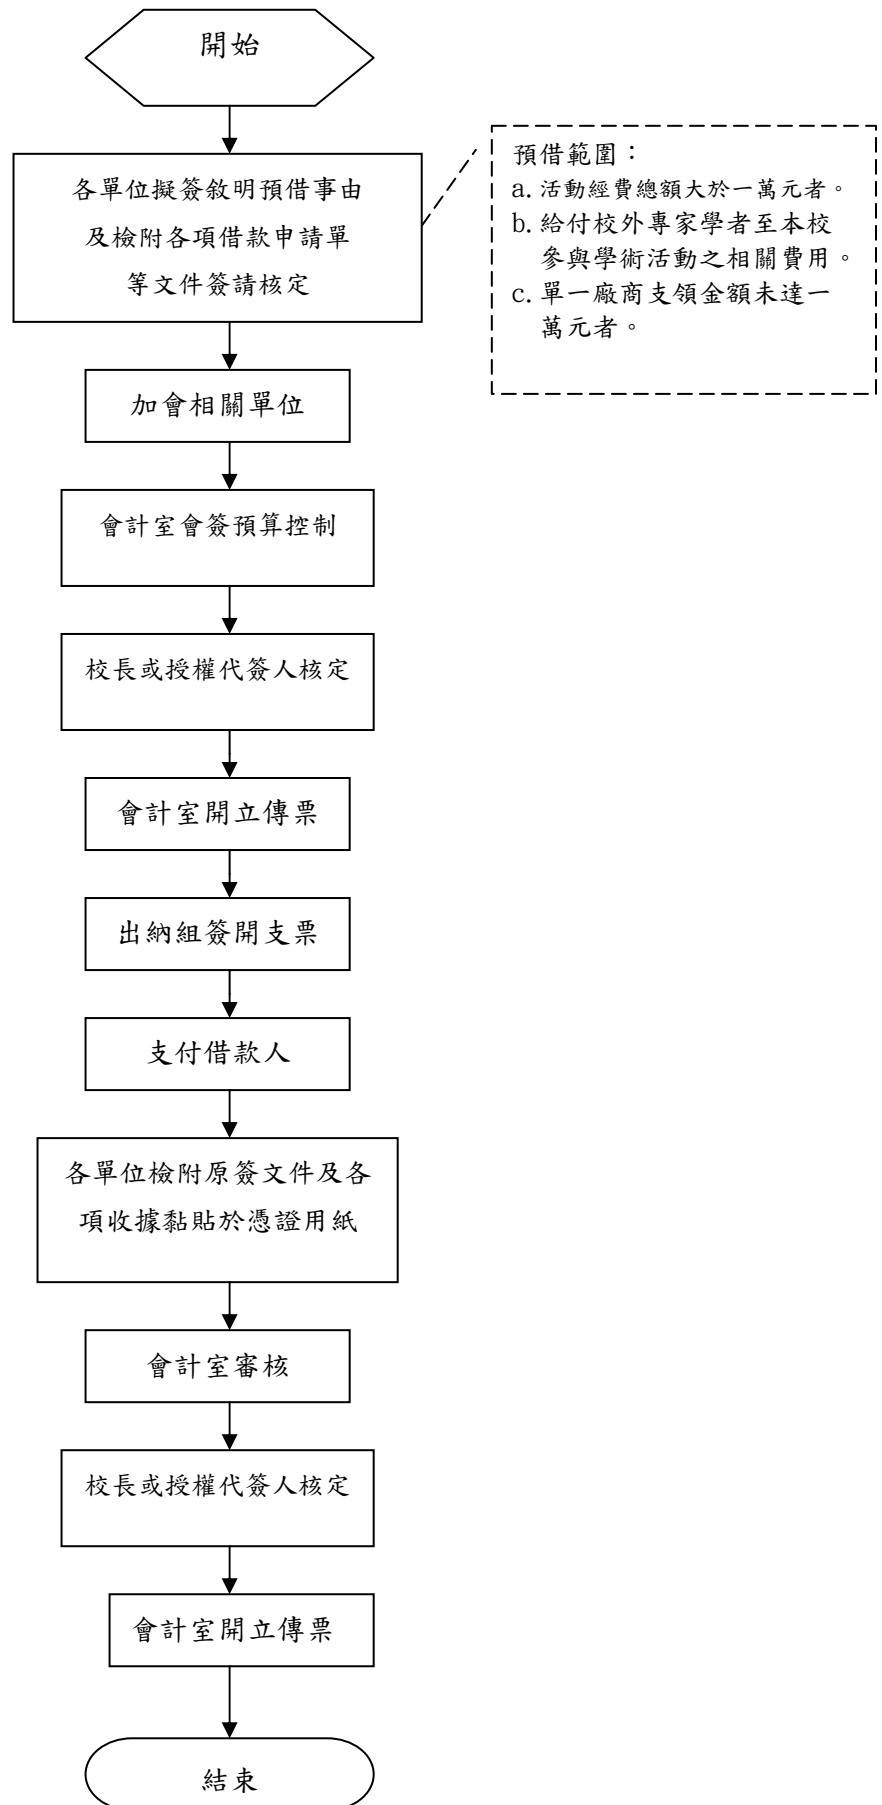 開始
各單位擬簽敘明預借事由
及檢附各項借款申請單
等文件簽請核定
預借範圍：
a.活動經費總額大於一萬元者。
b.給付校外專家學者至本校
參與學術活動之相關費用。
c.單一廠商支領金額未達一
萬元者。
加會相關單位
會計室會簽預算控制
校長或授權代簽人核定
會計室開立傳票
出納組簽開支票
支付借款人
各單位檢附原簽文件及各
項收據黏貼於憑證用紙
會計室審核
校長或授權代簽人核定
會計室開立傳票
結束